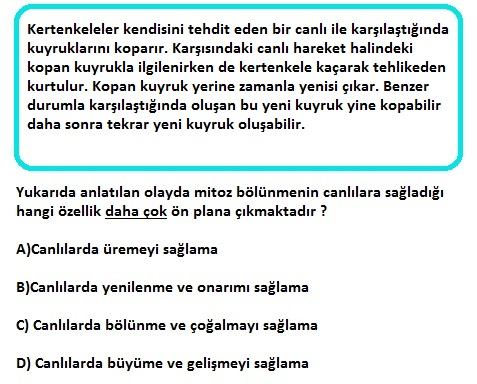 Kertenkeleler kendisini tehdit eden bir canlı ile karşılaştığında
kuyruklarını koparır. Karşısındaki canlı hareket halindeki
kopan kuyrukla ilgilenirken de kertenkele kaçarak tehlikeden
kurtulur. Kopan kuyruk yerine zamanla yenisi çıkar. Benzer
durumla karşılaştığında oluşan bu yeni kuyruk yine kopabilir
daha sonra tekrar yeni kuyruk oluşabilir.
Yukarıda anlatılan olayda mitoz bölünmenin canlılara sağladığı
hangi özellik daha çok ön plana çıkmaktadır ?
A)Canlılarda üremeyi sağlama
B)Canlılarda yenilenme ve onarımı sağlama
C) Canlılarda bölünme ve çoğalmayı sağlama
D) Canlılarda büyüme ve gelişmeyi sağlama